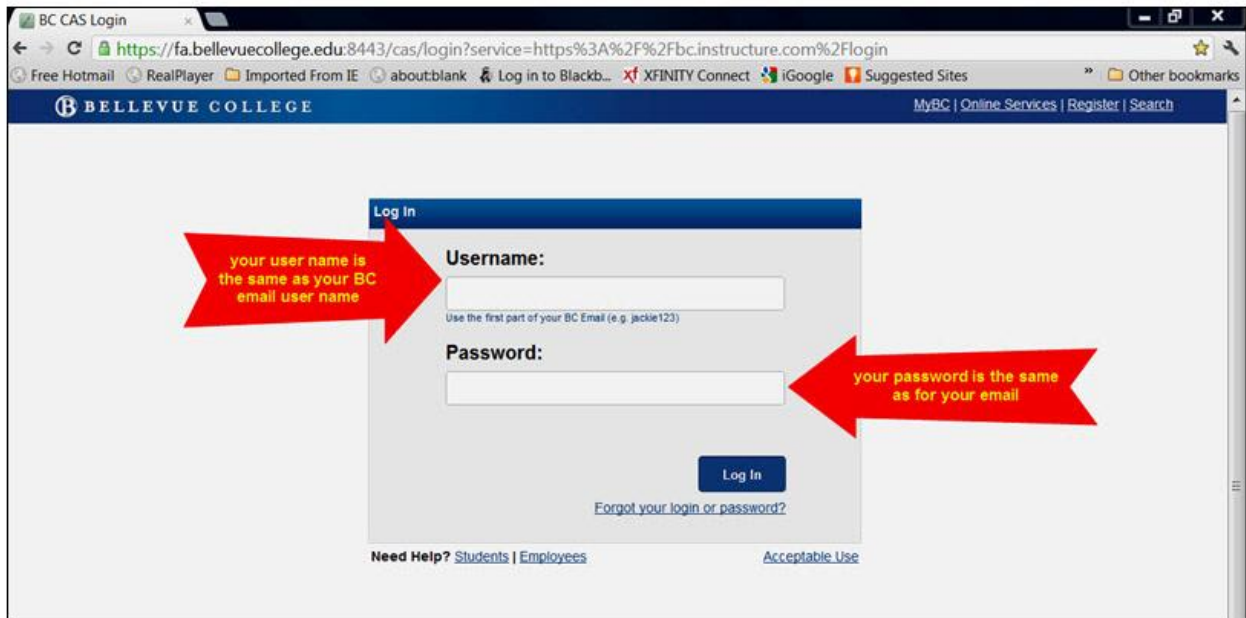 BC CAS Login
https://fa.bellevuecollege.edu:8443/cas/login?service=https%3A%2F%2Fbc.instructure.com%2Flogin
Free Hotmail RealPlayer Imported From IE about:blank Log in to Blackb... XFINITY Connect iGoogle Suggested Sites » Other bookmarks
BELLEVUE COLLEGE MyBC | Online Services | Register | Search
Log In
your user name is
the same as your BC
email user name
Username:
Use the first part of your BC Email (e.g. jackie123)
Password:
your password is the same
as for your email
Log In
Forgot your login or password?
Need Help? Students | Employees Acceptable Use